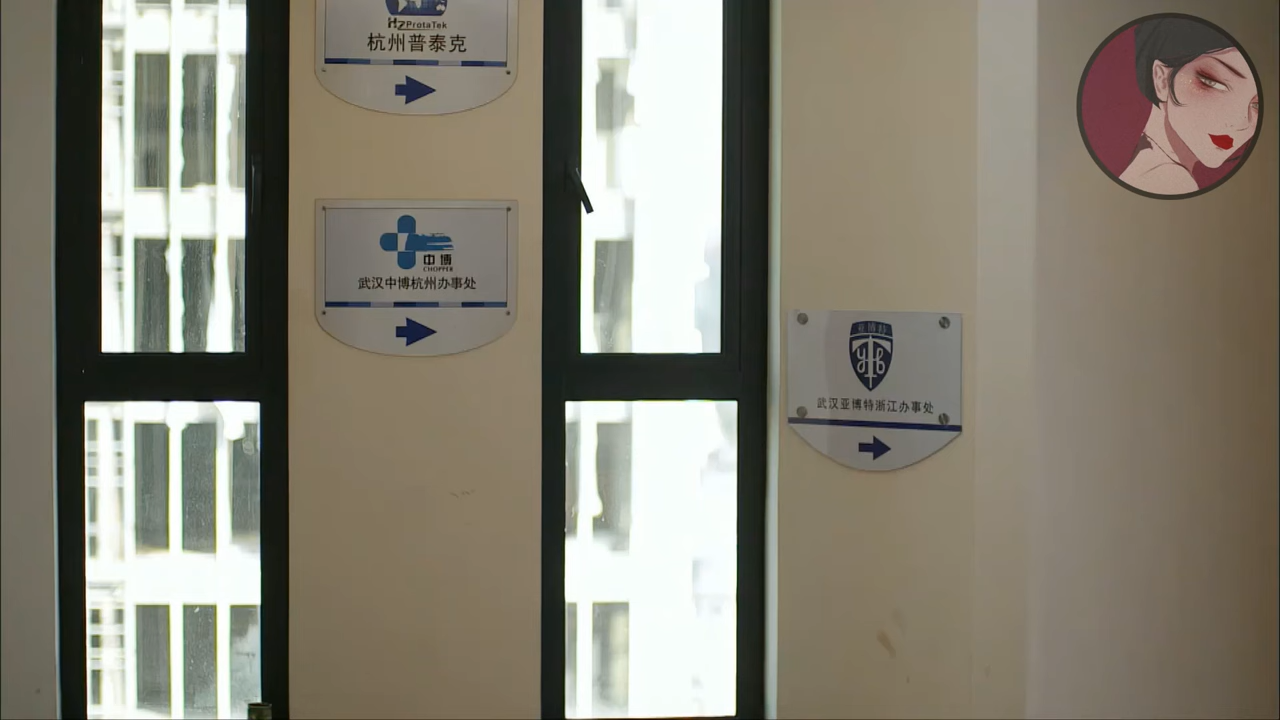 HZProtaTek
杭州普泰克
中博
CHOPPER
武汉中博杭州办事处
亚博特
ytb
武汉亚博特浙江办事处